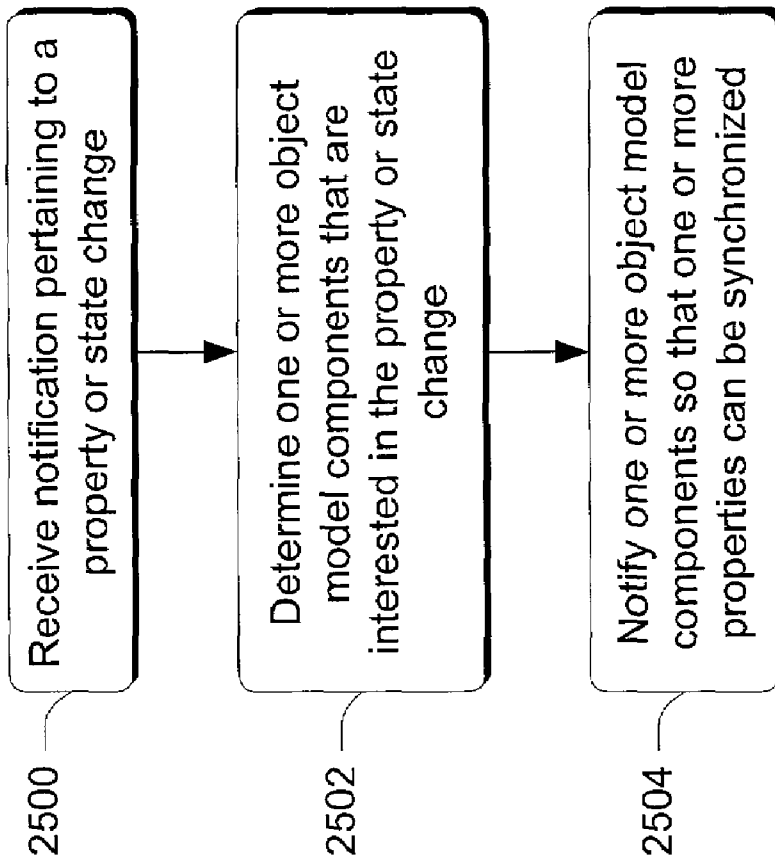 2500
Receive notification pertaining to a
property or state change
2502
Determine one or more object
model components that are
interested in the property or state
change
2504
Notify one or more object model
components so that one or more
properties can be synchronized